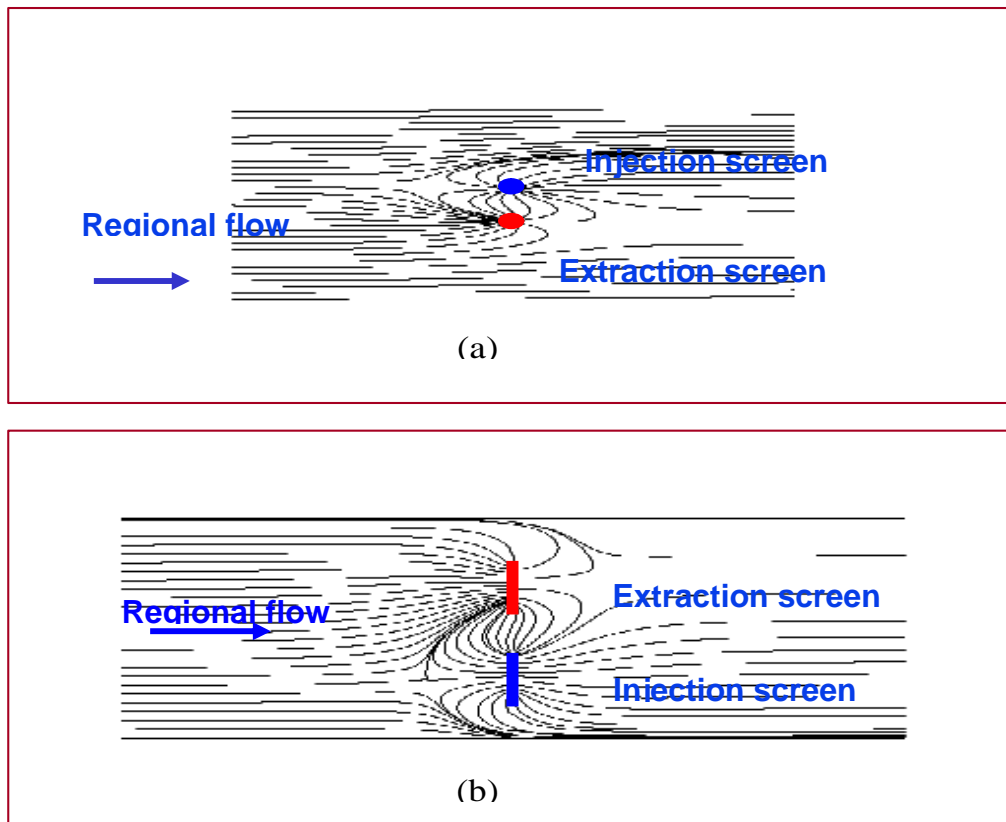 Injection screen
Regional flow
Extraction screen
(a)
Extraction screen
Regional flow
Injection screen
(b)